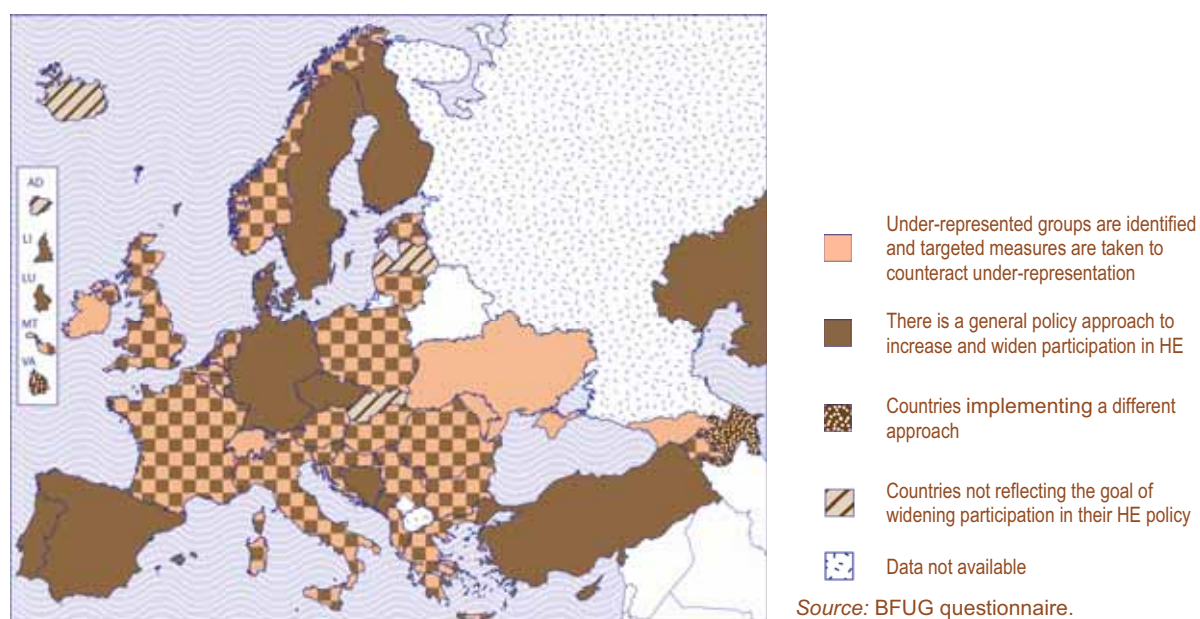 AD
LI
LU
MT
VA
Under-represented groups are identified
and targeted measures are taken to
counteract under-representation
There is a general policy approach to
increase and widen participation in HE
Countries implementing a different
approach
Countries not reflecting the goal of
widening participation in their HE policy
Data not available
Source: BFUG questionnaire.